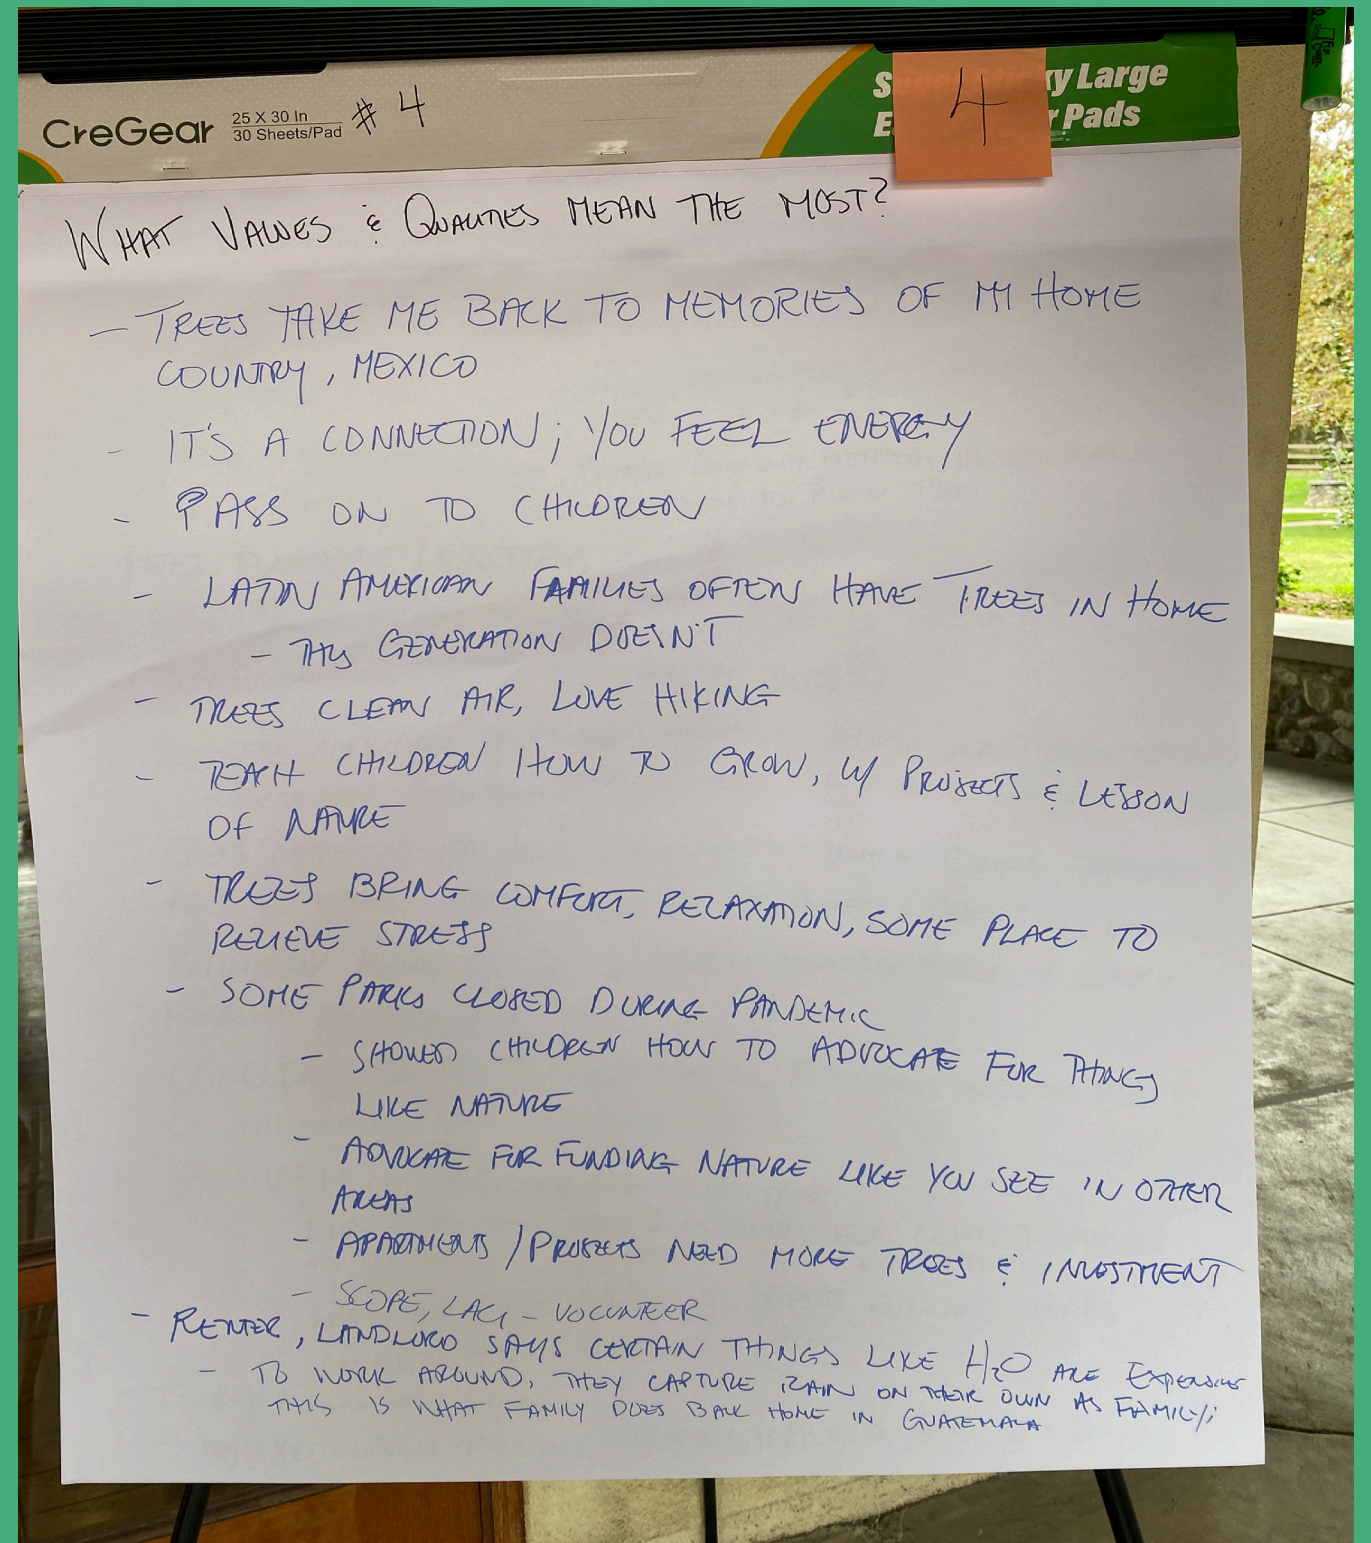 CreGear 25 X 30 In
30 Sheets/Pad
# 4
4
S ky Large
E r Pads
WHAT VALUES & QUALITIES MEAN THE MOST?
– TREES TAKE ME BACK TO MEMORIES OF MY HOME
COUNTRY, MEXICO
- IT'S A CONNECTION; YOU FEEL ENERGY
- PASS ON TO CHILDREN
- LATIN AMERICAN FAMILIES OFTEN HAVE TREES IN HOME
– THIS GENERATION DOESN'T
- TREES CLEAN AIR, LOVE HIKING
- TEACH CHILDREN HOW TO GROW, W/ PROJECTS & LESSON
OF NATURE
- TREES BRING COMFORT, RELAXATION, SOME PLACE TO
RELIEVE STRESS
- SOME PARKS CLOSED DURING PANDEMIC
– SHOWED CHILDREN HOW TO ADVOCATE FOR THINGS
LIKE NATURE
- ADVOCATE FOR FUNDING NATURE LIKE YOU SEE IN OTHER
AREAS
- APARTMENTS / PROJECTS NEED MORE TREES & INVESTMENT
- SCOPE, LACI – VOLUNTEER
- RENTER, LANDLORD SAYS CERTAIN THINGS LIKE H2O ARE EXPENSIVE
- TO WORK AROUND, THEY CAPTURE RAIN ON THEIR OWN AS FAMILY;
THIS IS WHAT FAMILY DOES BACK HOME IN GUATEMALA